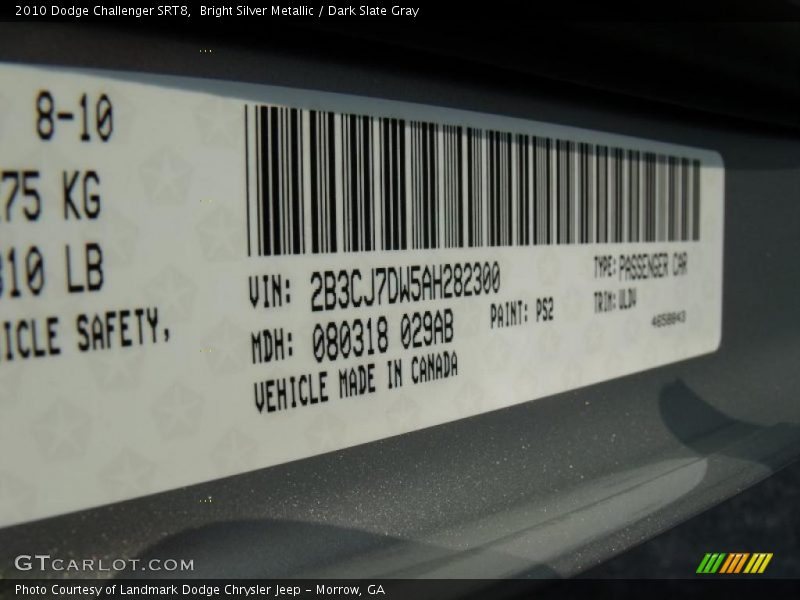 2010 Dodge Challenger SRT8,  Bright Silver Metallic / Dark Slate Gray
8-10
75 KG
10 LB
ICLE SAFETY,
VIN: 2B3CJ7DW5AH282300
TYPE: PASSENGER CAR
MDH: 080318 029AB
PAINT: PS2
TRIM:
4658843
VEHICLE MADE IN CANADA
GTCARLOT.COM
Photo Courtesy of Landmark Dodge Chrysler Jeep - Morrow, GA